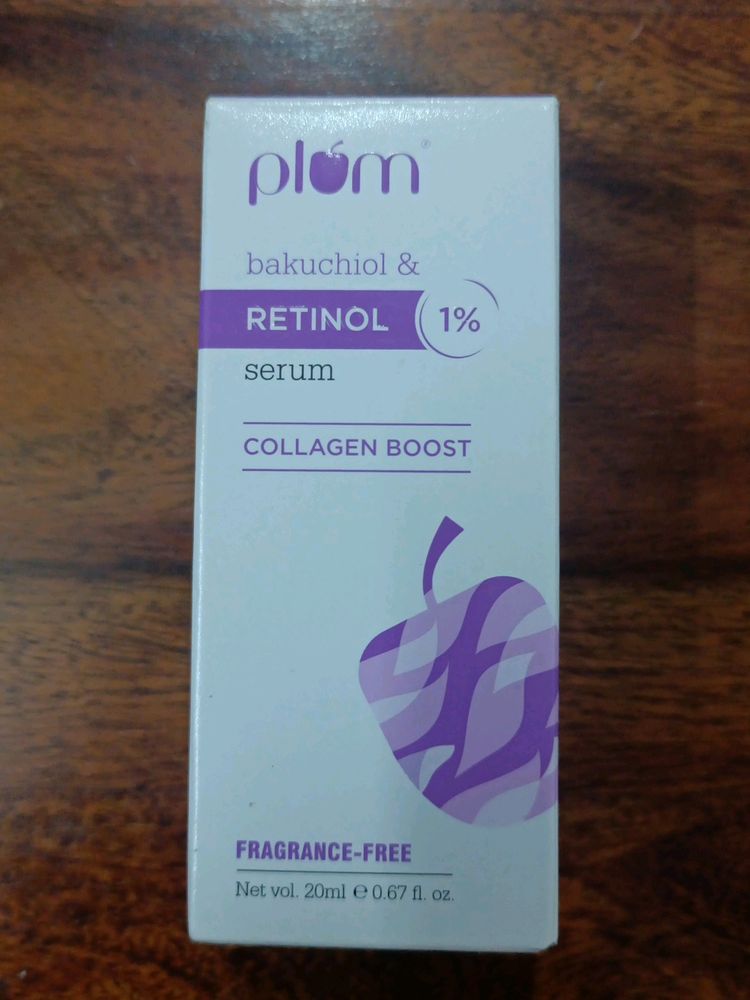 plum®
bakuchiol &
RETINOL 1%
serum
COLLAGEN BOOST
FRAGRANCE-FREE
Net vol. 20ml ℮ 0.67 fl. oz.